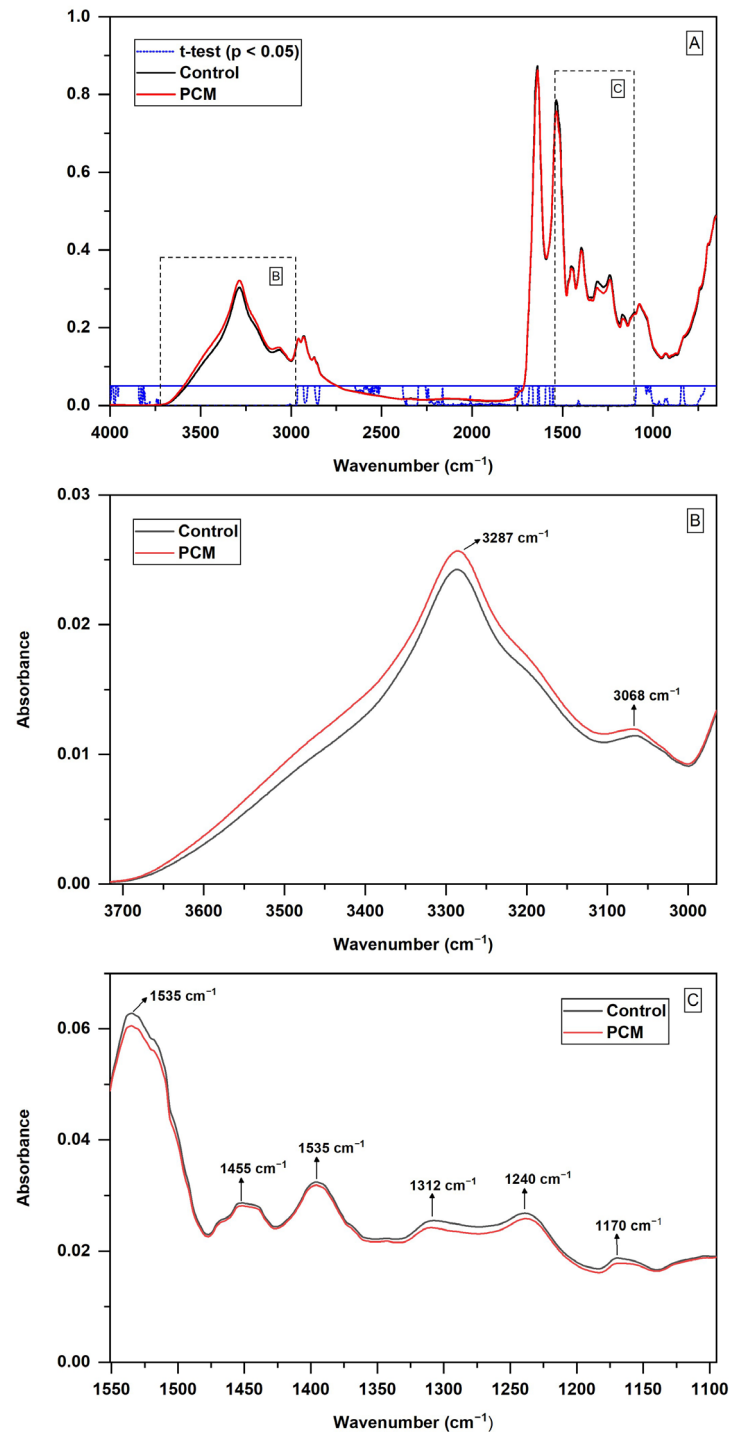 1.0
A
t-test (p < 0.05)
Control
PCM
C
0.8
0.6
0.4
B
0.2
0.0
4000 3500 3000 2500 2000 1500 1000
Wavenumber (cm⁻¹)
0.03
B
Control
PCM
3287 cm⁻¹
0.02
3068 cm⁻¹
Absorbance
0.01
0.00
3700 3600 3500 3400 3300 3200 3100 3000
Wavenumber (cm⁻¹)
1535 cm⁻¹
C
Control
PCM
0.06
0.04
1535 cm⁻¹
1455 cm⁻¹
1312 cm⁻¹
1240 cm⁻¹
1170 cm⁻¹
Absorbance
0.02
0.00
1550 1500 1450 1400 1350 1300 1250 1200 1150 1100
Wavenumber (cm⁻¹)